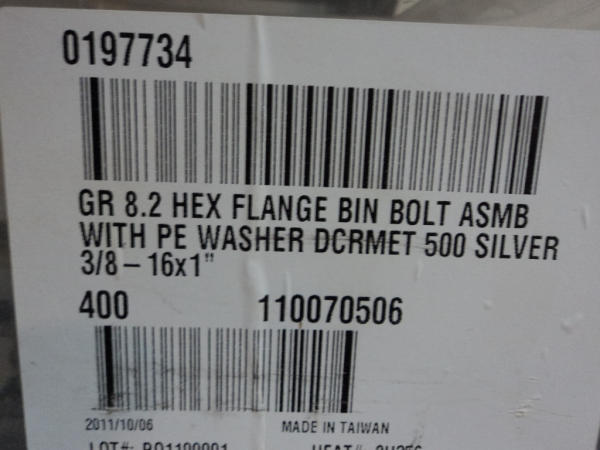 0197734
GR 8.2 HEX FLANGE BIN BOLT ASMB
WITH PE WASHER DCRMET 500 SILVER
3/8 – 16x1"
400 110070506
2011/10/06 MADE IN TAIWAN
LOT#: